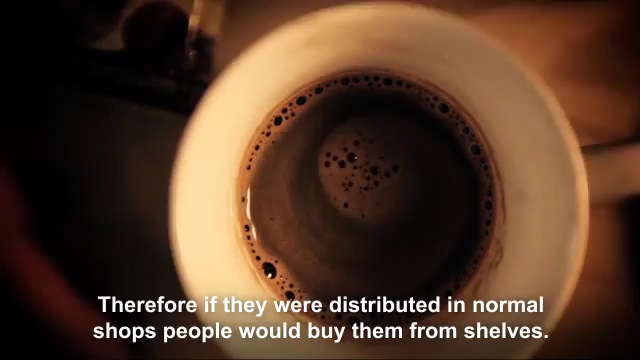 Therefore if they were distributed in normal
shops people would buy them from shelves.